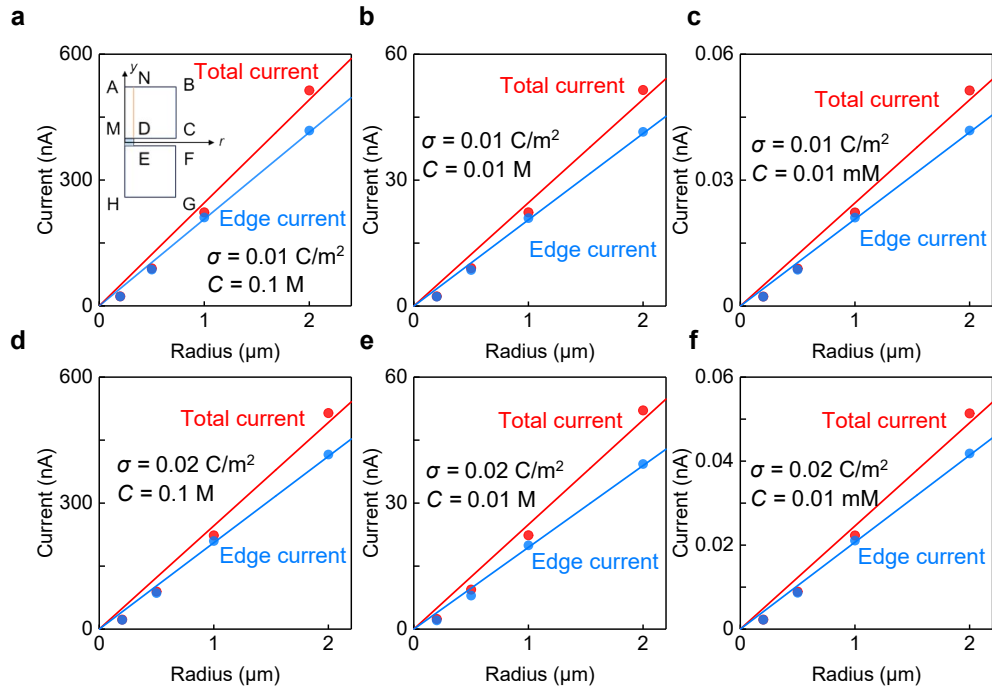 a
600
300
0
Current (nA)
y
A N B
M D C
r
E F
H G
Total current
Edge current
σ = 0.01 C/m²
C = 0.1 M
0 1 2
Radius (μm)
b
60
30
0
Current (nA)
Total current
σ = 0.01 C/m²
C = 0.01 M
Edge current
0 1 2
Radius (μm)
c
0.06
0.03
0
Current (nA)
Total current
σ = 0.01 C/m²
C = 0.01 mM
Edge current
0 1 2
Radius (μm)
d
600
300
0
Current (nA)
Total current
σ = 0.02 C/m²
C = 0.1 M
Edge current
0 1 2
Radius (μm)
e
60
30
0
Current (nA)
Total current
σ = 0.02 C/m²
C = 0.01 M
Edge current
0 1 2
Radius (μm)
f
0.06
0.04
0.02
0
Current (nA)
Total current
σ = 0.02 C/m²
C = 0.01 mM
Edge current
0 1 2
Radius (μm)